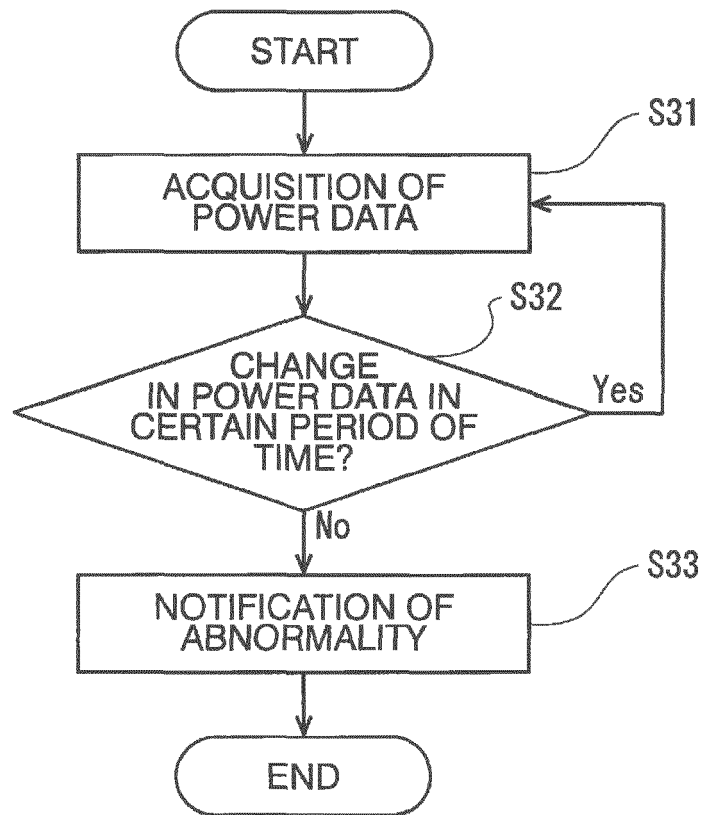 START
S31
ACQUISITION OF
POWER DATA
S32
CHANGE
IN POWER DATA IN
CERTAIN PERIOD OF
TIME?
Yes
No
S33
NOTIFICATION OF
ABNORMALITY
END